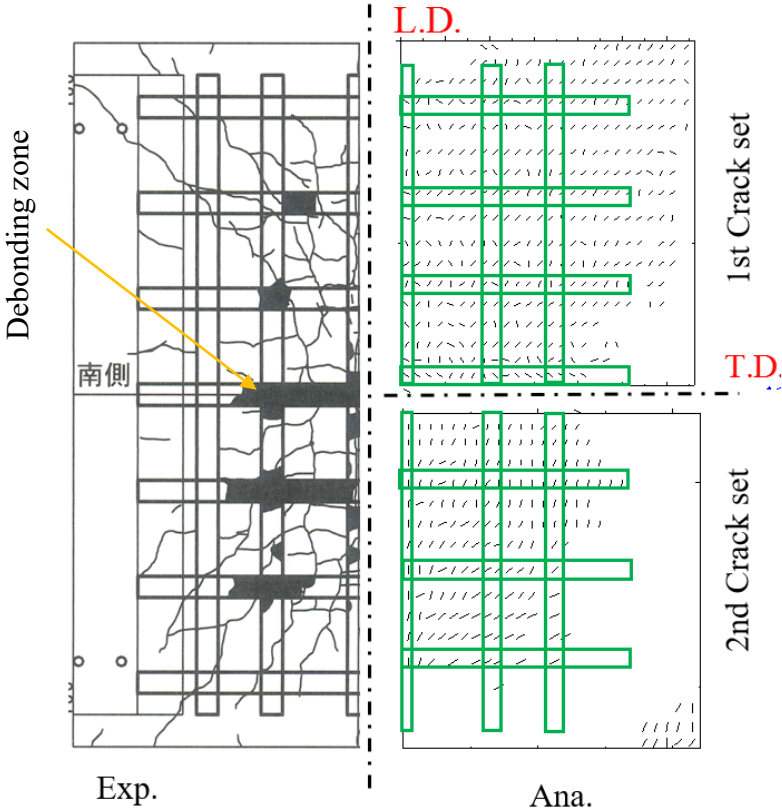 L.D.
Debonding zone
1st Crack set
南側
T.D.
2nd Crack set
Exp.
Ana.